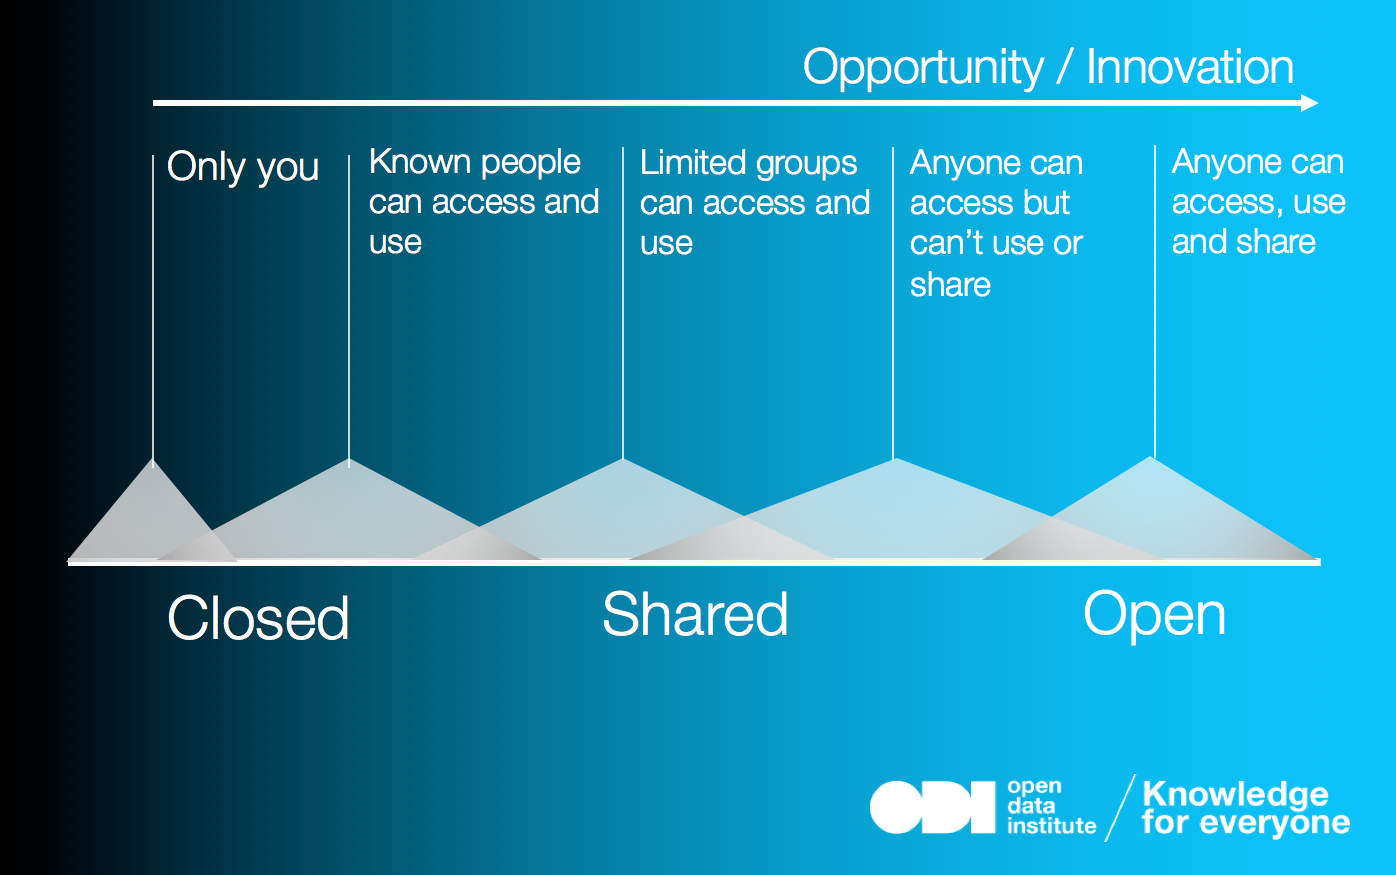 Opportunity / Innovation
Only you
Known people
can access and
use
Limited groups
can access and
use
Anyone can
access but
can’t use or
share
Anyone can
access, use
and share
Closed
Shared
Open
ODI
open
data
institute
Knowledge
for everyone